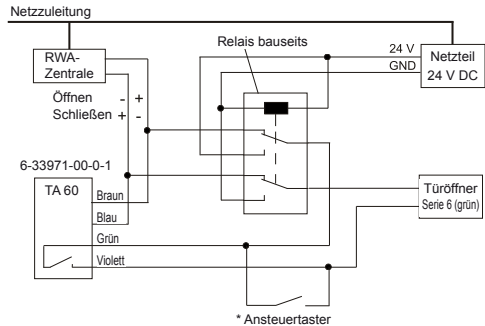 Netzzuleitung
RWA-
Zentrale
Relais bauseits
24 V
GND
Netzteil
24 V DC
Öffnen - +
Schließen + -
6-33971-00-0-1
TA 60
Braun
Blau
Grün
Violett
Türöffner
Serie 6 (grün)
* Ansteuertaster